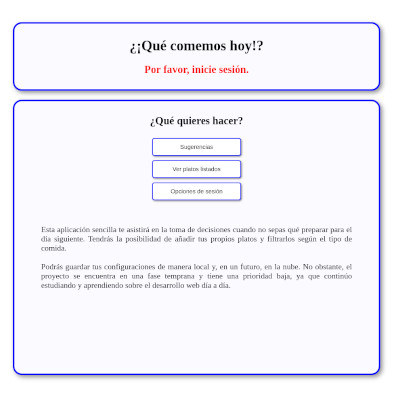 ¿¡Qué comemos hoy!?
Por favor, inicie sesión.
¿Qué quieres hacer?
Sugerencias
Ver platos listados
Opciones de sesión
Esta aplicación sencilla te asistirá en la toma de decisiones cuando no sepas qué preparar para el
día siguiente. Tendrás la posibilidad de añadir tus propios platos y filtrarlos según el tipo de
comida.
Podrás guardar tus configuraciones de manera local y, en un futuro, en la nube. No obstante, el
proyecto se encuentra en una fase temprana y tiene una prioridad baja, ya que continúo
estudiando y aprendiendo sobre el desarrollo web día a día.